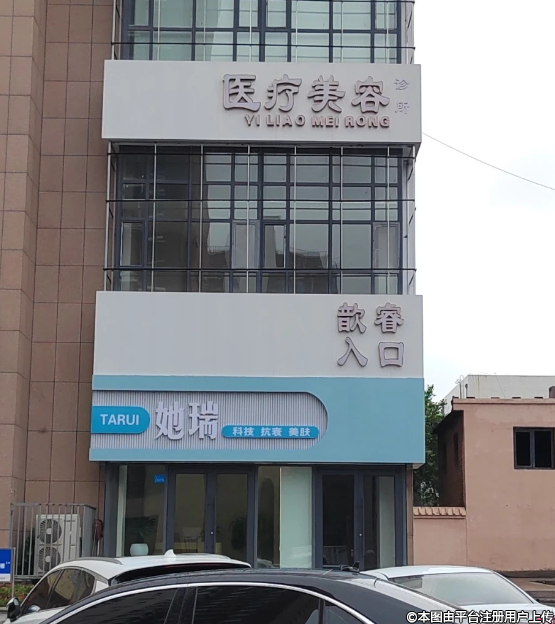 医疗美容诊所
YI LIAO MEI RONG
歆睿
入口
TARUI 她瑞 科技 抗衰 美肤
©本图由平台注册用户上传